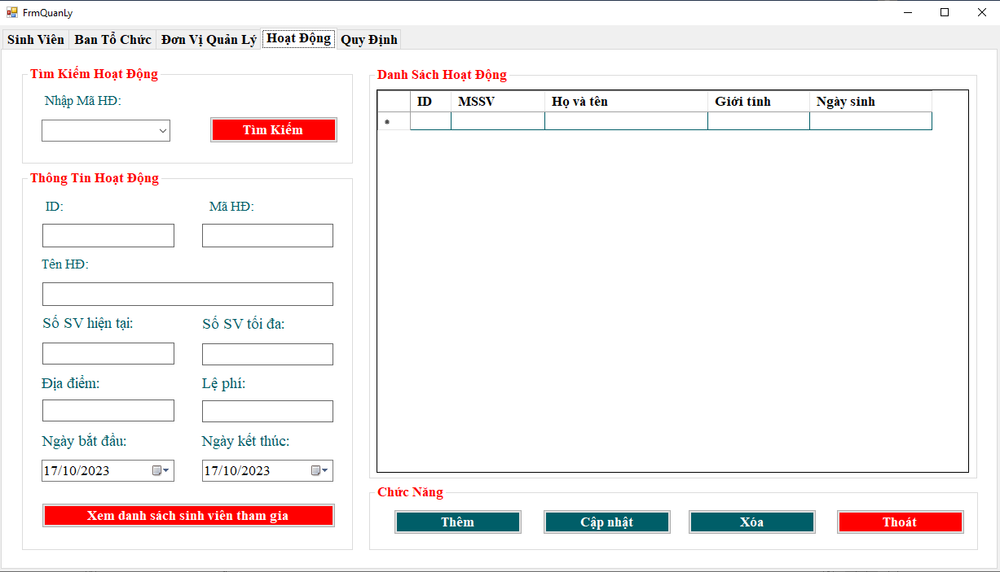 FrmQuanLy
Sinh Viên Ban Tổ Chức Đơn Vị Quản Lý Hoạt Động Quy Định
Tìm Kiếm Hoạt Động
Nhập Mã HĐ:
Tìm Kiếm
Thông Tin Hoạt Động
ID: Mã HĐ:
Tên HĐ:
Số SV hiện tại: Số SV tối đa:
Địa điểm: Lệ phí:
Ngày bắt đầu: Ngày kết thúc:
17/10/2023 17/10/2023
Xem danh sách sinh viên tham gia
Danh Sách Hoạt Động
ID MSSV Họ và tên Giới tính Ngày sinh
*
Chức Năng
Thêm Cập nhật Xóa Thoát